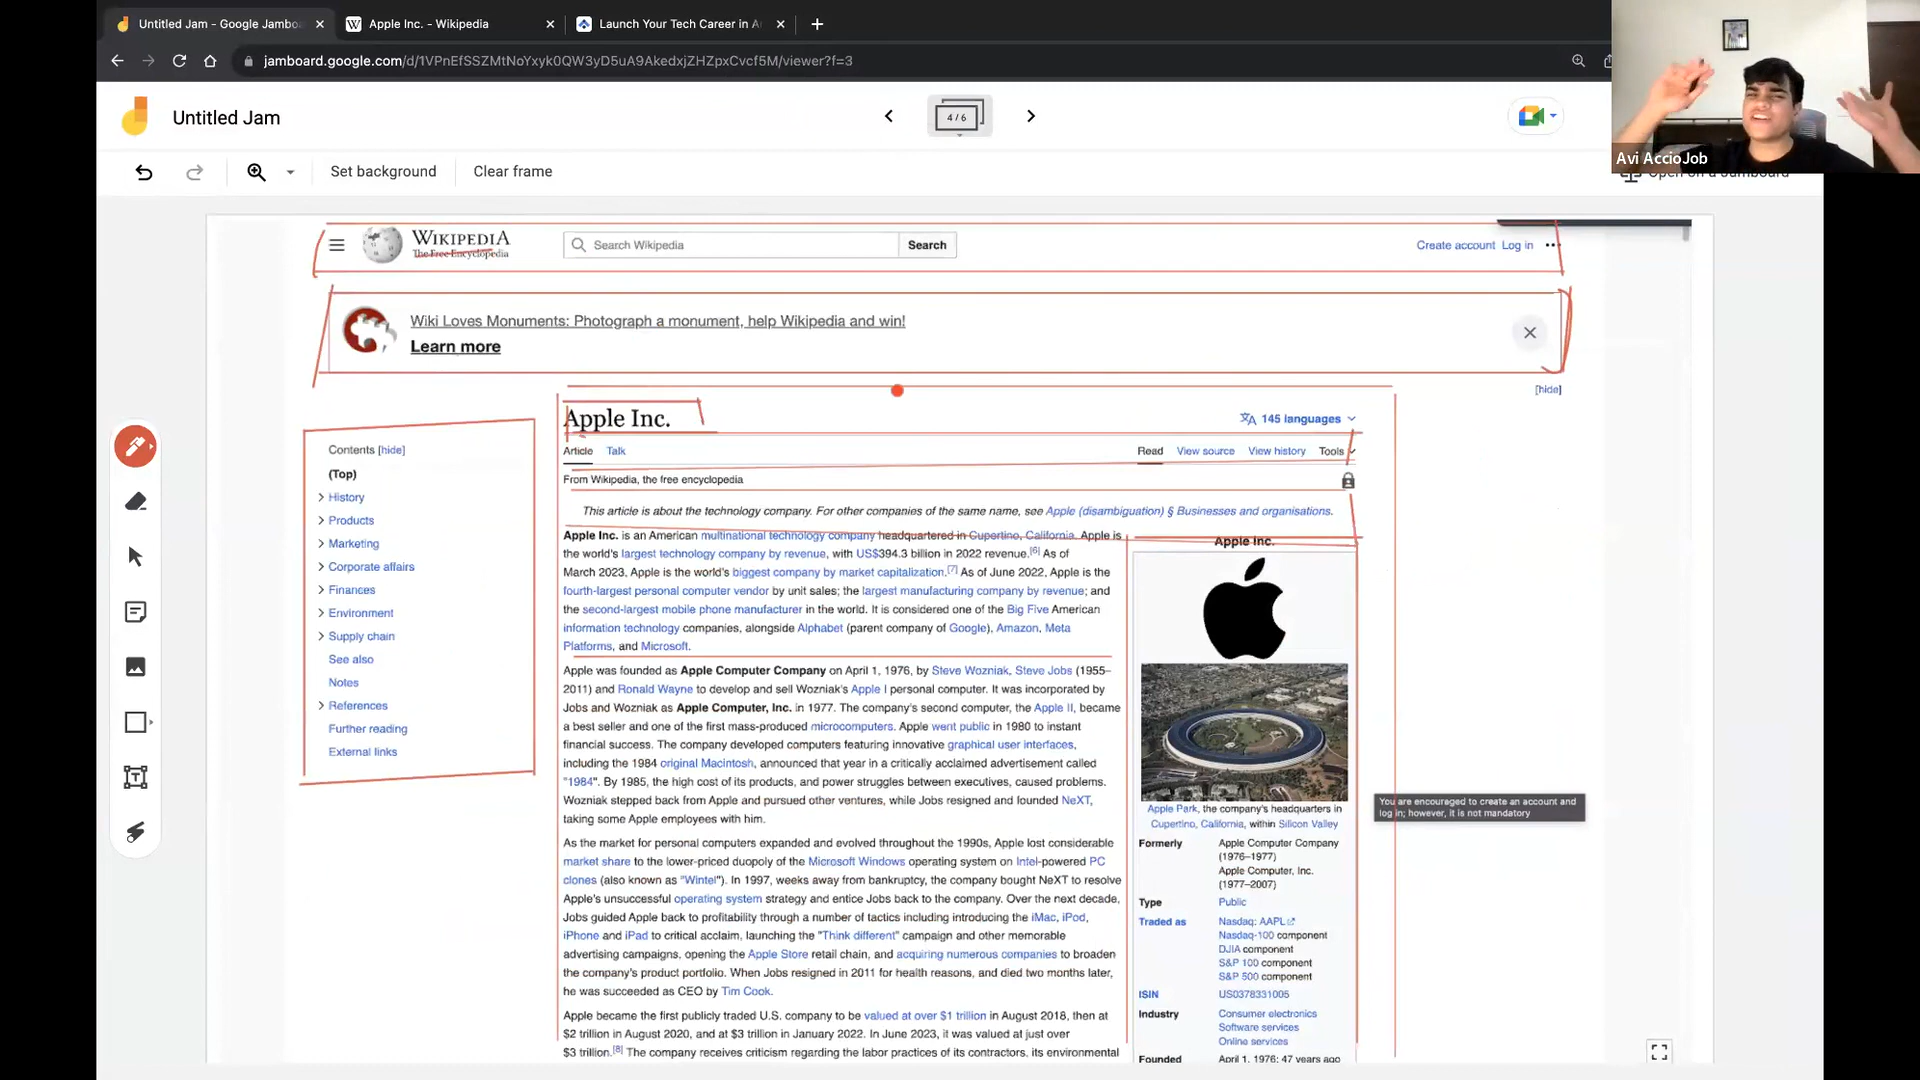 Untitled Jam - Google Jambo
Apple Inc. - Wikipedia
Launch Your Tech Career in A
jamboard.google.com/d/1VPnEfSSZMtNoYxyk0QW3yD5uA9AkedxjZHZpxCvcf5M/viewer?f=3
Untitled Jam
4 / 6
Avi AccioJob
Set background
Clear frame
Open on a Jamboard
WIKIPEDIA
The Free Encyclopedia
Search Wikipedia
Search
Create account Log in
Wiki Loves Monuments: Photograph a monument, help Wikipedia and win!
Learn more
[hide]
Contents [hide]
(Top)
History
Products
Marketing
Corporate affairs
Finances
Environment
Supply chain
See also
Notes
References
Further reading
External links
Apple Inc.
145 languages
Article Talk
Read View source View history Tools
From Wikipedia, the free encyclopedia
This article is about the technology company. For other companies of the same name, see Apple (disambiguation) § Businesses and organisations.
Apple Inc. is an American multinational technology company headquartered in Cupertino, California. Apple is
the world's largest technology company by revenue, with US$394.3 billion in 2022 revenue.[6] As of
March 2023, Apple is the world's biggest company by market capitalization.[7] As of June 2022, Apple is the
fourth-largest personal computer vendor by unit sales; the largest manufacturing company by revenue; and
the second-largest mobile phone manufacturer in the world. It is considered one of the Big Five American
information technology companies, alongside Alphabet (parent company of Google), Amazon, Meta
Platforms, and Microsoft.
Apple was founded as Apple Computer Company on April 1, 1976, by Steve Wozniak, Steve Jobs (1955–
2011) and Ronald Wayne to develop and sell Wozniak's Apple I personal computer. It was incorporated by
Jobs and Wozniak as Apple Computer, Inc. in 1977. The company's second computer, the Apple II, became
a best seller and one of the first mass-produced microcomputers. Apple went public in 1980 to instant
financial success. The company developed computers featuring innovative graphical user interfaces,
including the 1984 original Macintosh, announced that year in a critically acclaimed advertisement called
"1984". By 1985, the high cost of its products, and power struggles between executives, caused problems.
Wozniak stepped back from Apple and pursued other ventures, while Jobs resigned and founded NeXT,
taking some Apple employees with him.
As the market for personal computers expanded and evolved throughout the 1990s, Apple lost considerable
market share to the lower-priced duopoly of the Microsoft Windows operating system on Intel-powered PC
clones (also known as "Wintel"). In 1997, weeks away from bankruptcy, the company bought NeXT to resolve
Apple's unsuccessful operating system strategy and entice Jobs back to the company. Over the next decade,
Jobs guided Apple back to profitability through a number of tactics including introducing the iMac, iPod,
iPhone and iPad to critical acclaim, launching the "Think different" campaign and other memorable
advertising campaigns, opening the Apple Store retail chain, and acquiring numerous companies to broaden
the company's product portfolio. When Jobs resigned in 2011 for health reasons, and died two months later,
he was succeeded as CEO by Tim Cook.
Apple became the first publicly traded U.S. company to be valued at over $1 trillion in August 2018, then at
$2 trillion in August 2020, and at $3 trillion in January 2022. In June 2023, it was valued at just over
$3 trillion.[8] The company receives criticism regarding the labor practices of its contractors, its environmental
Apple Inc.
Apple Park, the company's headquarters in
Cupertino, California, within Silicon Valley
Formerly Apple Computer Company
(1976–1977)
Apple Computer, Inc.
(1977–2007)
Type Public
Traded as Nasdaq: AAPL
Nasdaq-100 component
DJIA component
S&P 100 component
S&P 500 component
ISIN US0378331005
Industry Consumer electronics
Software services
Online services
Founded April 1, 1976; 47 years ago
You are encouraged to create an account and
log in; however, it is not mandatory